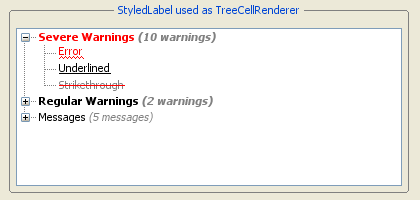 StyledLabel used as TreeCellRenderer
Severe Warnings (10 warnings)
Error
Underlined
Strikethrough
Regular Warnings (2 warnings)
Messages (5 messages)